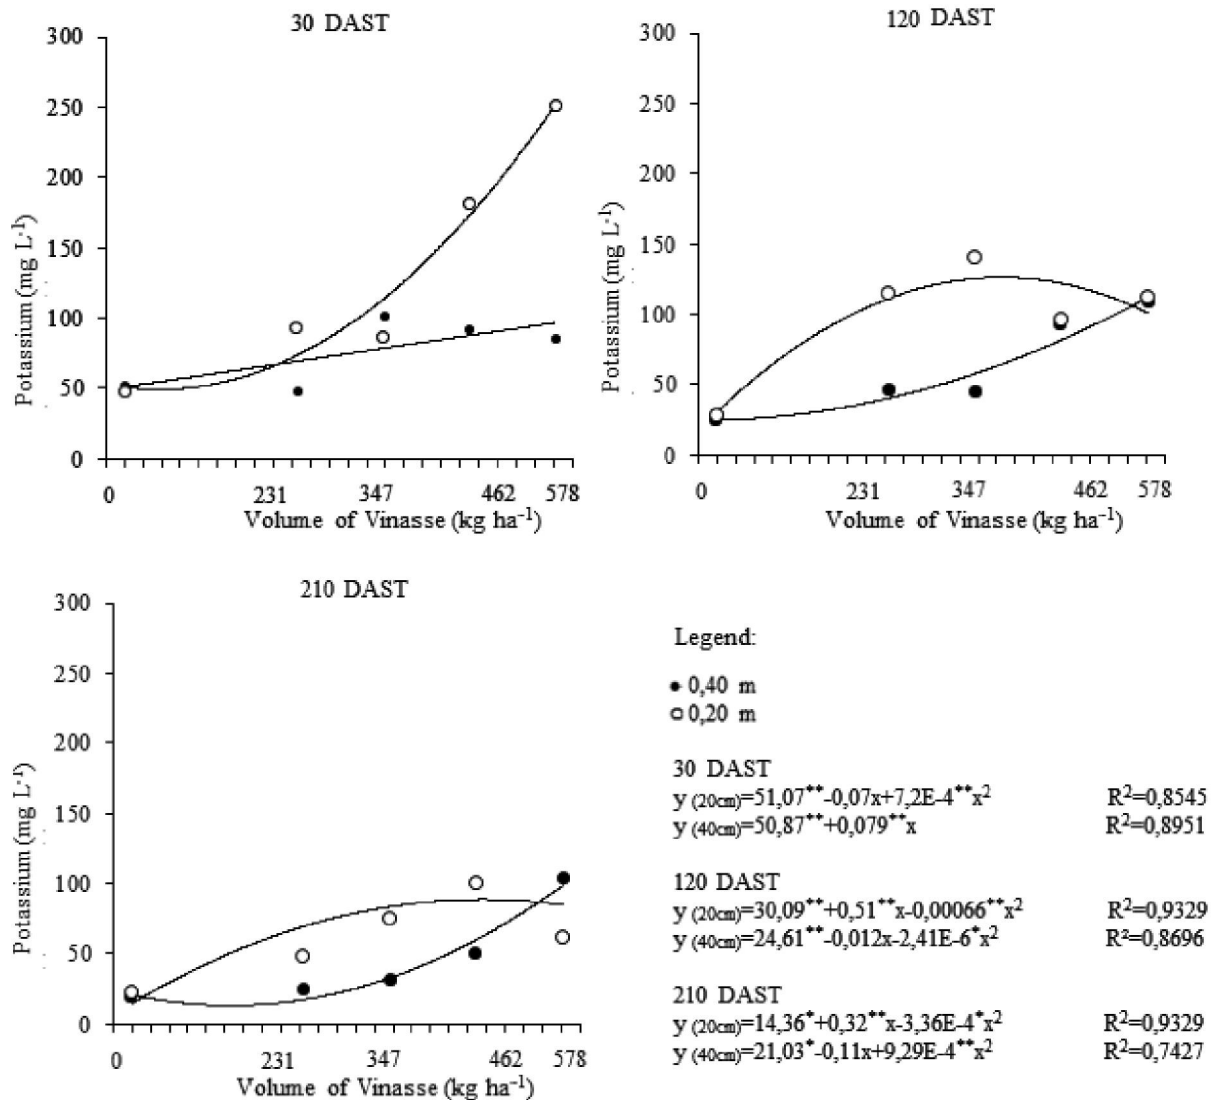 30 DAST
300
250
200
150
100
50
0
Potassium (mg L⁻¹)
0 231 347 462 578
Volume of Vinasse (kg ha⁻¹)
120 DAST
300
250
200
150
100
50
0
Potassium (mg L⁻¹)
0 231 347 462 578
Volume of Vinasse (kg ha⁻¹)
210 DAST
300
250
200
150
100
50
0
Potassium (mg L⁻¹)
0 231 347 462 578
Volume of Vinasse (kg ha⁻¹)
Legend:
● 0,40 m
○ 0,20 m
30 DAST
y (20cm)=51,07**-0,07x+7,2E-4**x² R²=0,8545
y (40cm)=50,87**+0,079**x R²=0,8951
120 DAST
y (20cm)=30,09**+0,51**x-0,00066**x² R²=0,9329
y (40cm)=24,61**-0,012x-2,41E-6*x² R²=0,8696
210 DAST
y (20cm)=14,36*+0,32**x-3,36E-4*x² R²=0,9329
y (40cm)=21,03*-0,11x+9,29E-4**x² R²=0,7427